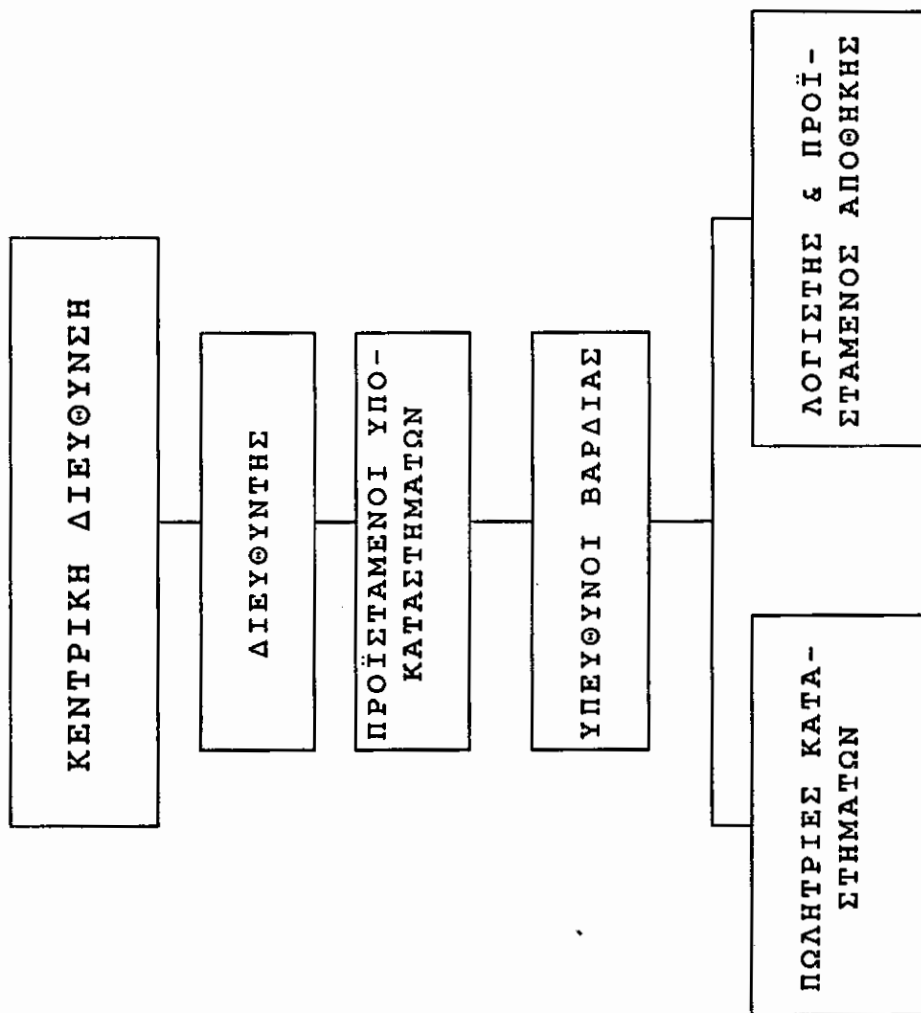 ΚΕΝΤΡΙΚΗ ΔΙΕΥΘΥΝΣΗ
ΔΙΕΥΘΥΝΤΗΣ
ΠΡΟΪΣΤΑΜΕΝΟΙ ΥΠΟ-
ΚΑΤΑΣΤΗΜΑΤΩΝ
ΥΠΕΥΘΥΝΟΙ ΒΑΡΔΙΑΣ
ΠΩΛΗΤΡΙΕΣ ΚΑΤΑ-
ΣΤΗΜΑΤΩΝ
ΛΟΓΙΣΤΗΣ & ΠΡΟΪ-
ΣΤΑΜΕΝΟΣ ΑΠΟΘΗΚΗΣ